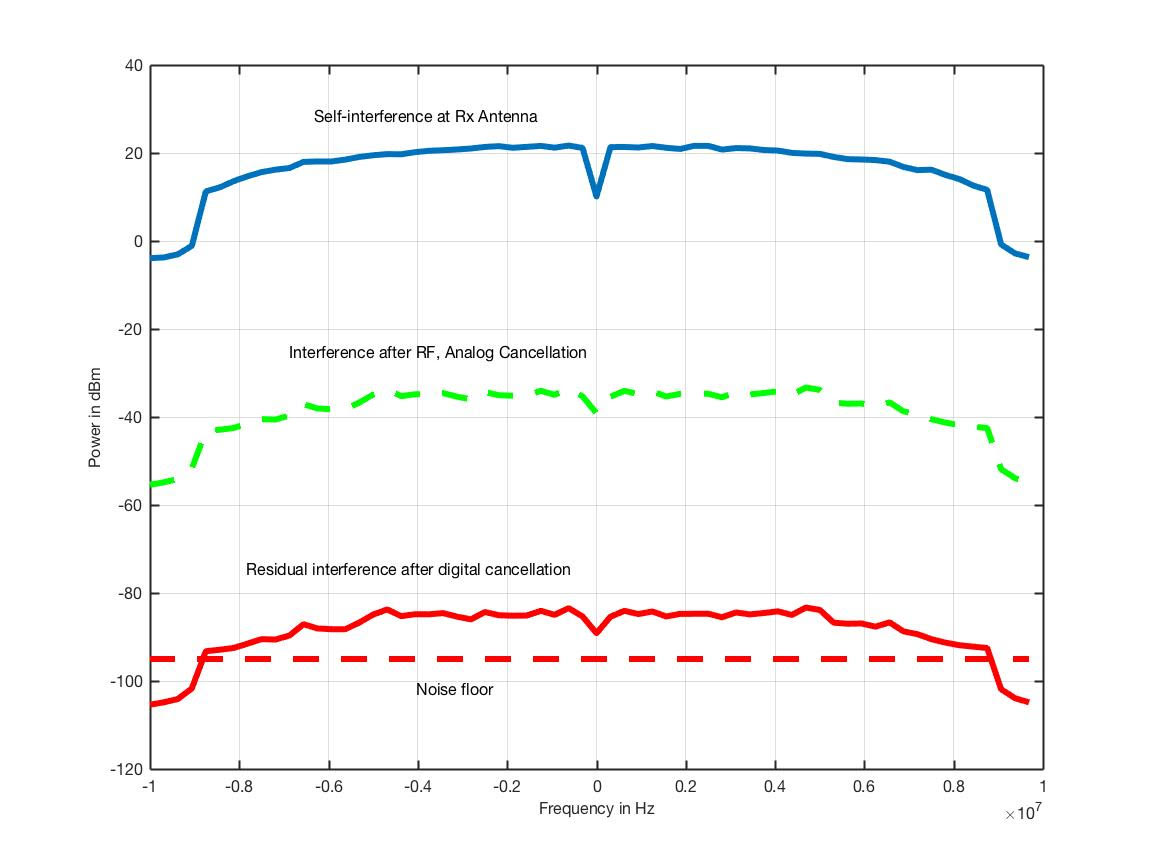 40
Self-interference at Rx Antenna
20
0
-20
Interference after RF, Analog Cancellation
-40
Power in dBm
-60
Residual interference after digital cancellation
-80
-100
Noise floor
-120
-1 -0.8 -0.6 -0.4 -0.2 0 0.2 0.4 0.6 0.8 1
Frequency in Hz
×10⁷